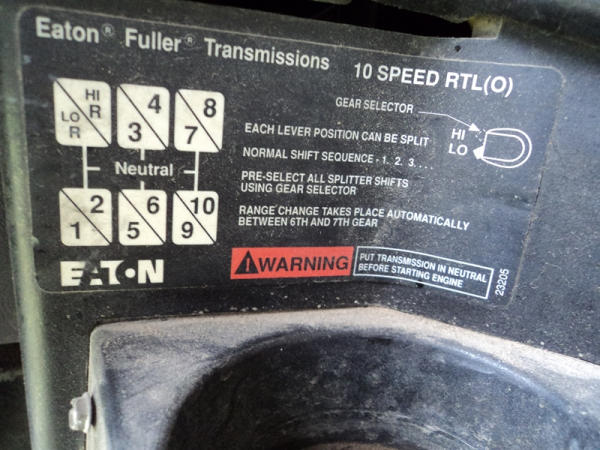 Eaton® Fuller® Transmissions
10 SPEED RTL(O)
HI R
LO R
4
3
8
7
Neutral
2
1
6
5
10
9
GEAR SELECTOR
HI
LO
EACH LEVER POSITION CAN BE SPLIT
NORMAL SHIFT SEQUENCE - 1. 2. 3. . . .
PRE-SELECT ALL SPLITTER SHIFTS
USING GEAR SELECTOR
RANGE CHANGE TAKES PLACE AUTOMATICALLY
BETWEEN 6TH AND 7TH GEAR
EATON
WARNING
PUT TRANSMISSION IN NEUTRAL
BEFORE STARTING ENGINE
23205